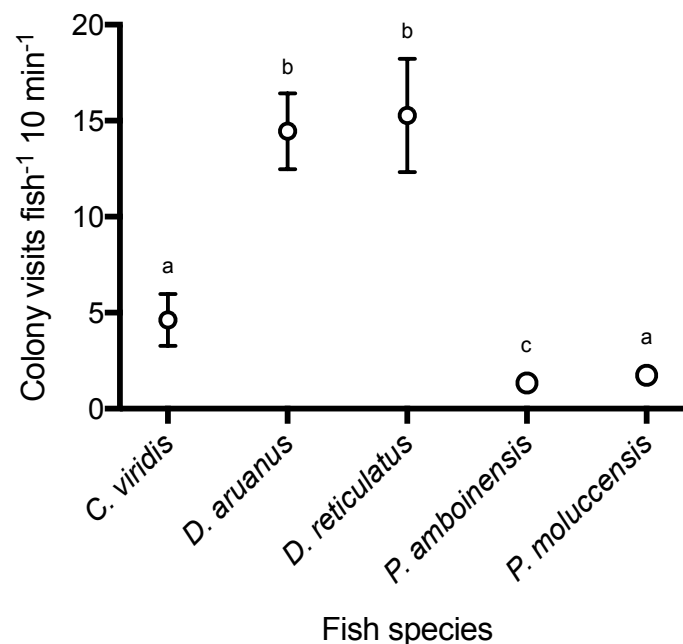 20
15
10
5
0
Colony visits fish⁻¹ 10 min⁻¹
a
b
b
c
a
C. viridis
D. aruanus
D. reticulatus
P. amboinensis
P. moluccensis
Fish species